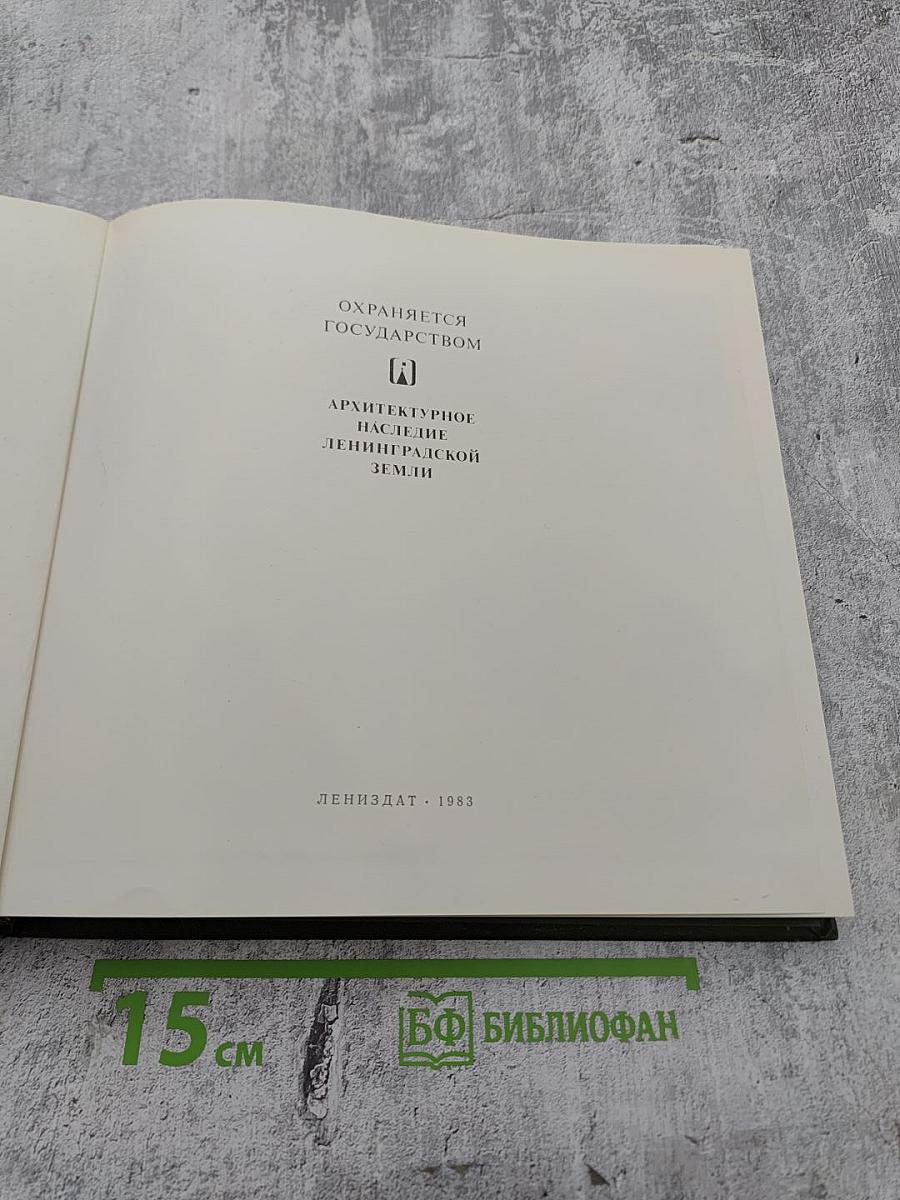 ОХРАНЯЕТСЯ
ГОСУДАРСТВОМ
АРХИТЕКТУРНОЕ
НАСЛЕДИЕ
ЛЕНИНГРАДСКОЙ
ЗЕМЛИ
ЛЕНИЗДАТ · 1983
15 см
БФ БИБЛИОФАН